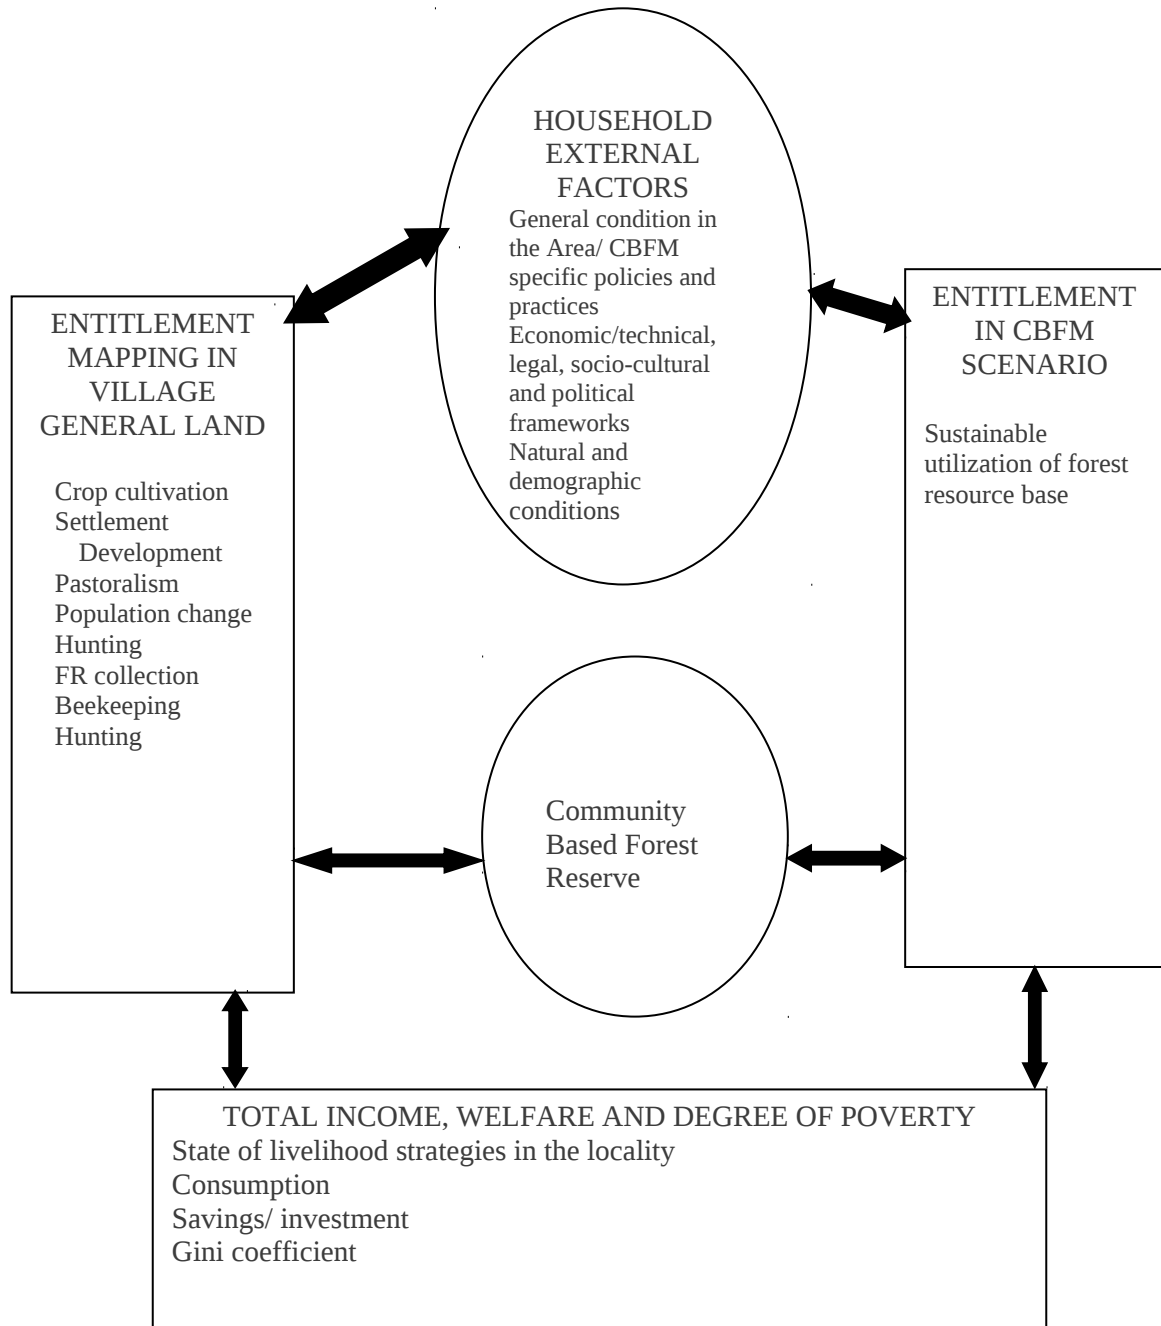 HOUSEHOLD
EXTERNAL
FACTORS
General condition in
the Area/ CBFM
specific policies and
practices
Economic/technical,
legal, socio-cultural
and political
frameworks
Natural and
demographic
conditions
ENTITLEMENT
MAPPING IN
VILLAGE
GENERAL LAND
Crop cultivation
Settlement
Development
Pastoralism
Population change
Hunting
FR collection
Beekeeping
Hunting
ENTITLEMENT
IN CBFM
SCENARIO
Sustainable
utilization of forest
resource base
Community
Based Forest
Reserve
TOTAL INCOME, WELFARE AND DEGREE OF POVERTY
State of livelihood strategies in the locality
Consumption
Savings/ investment
Gini coefficient